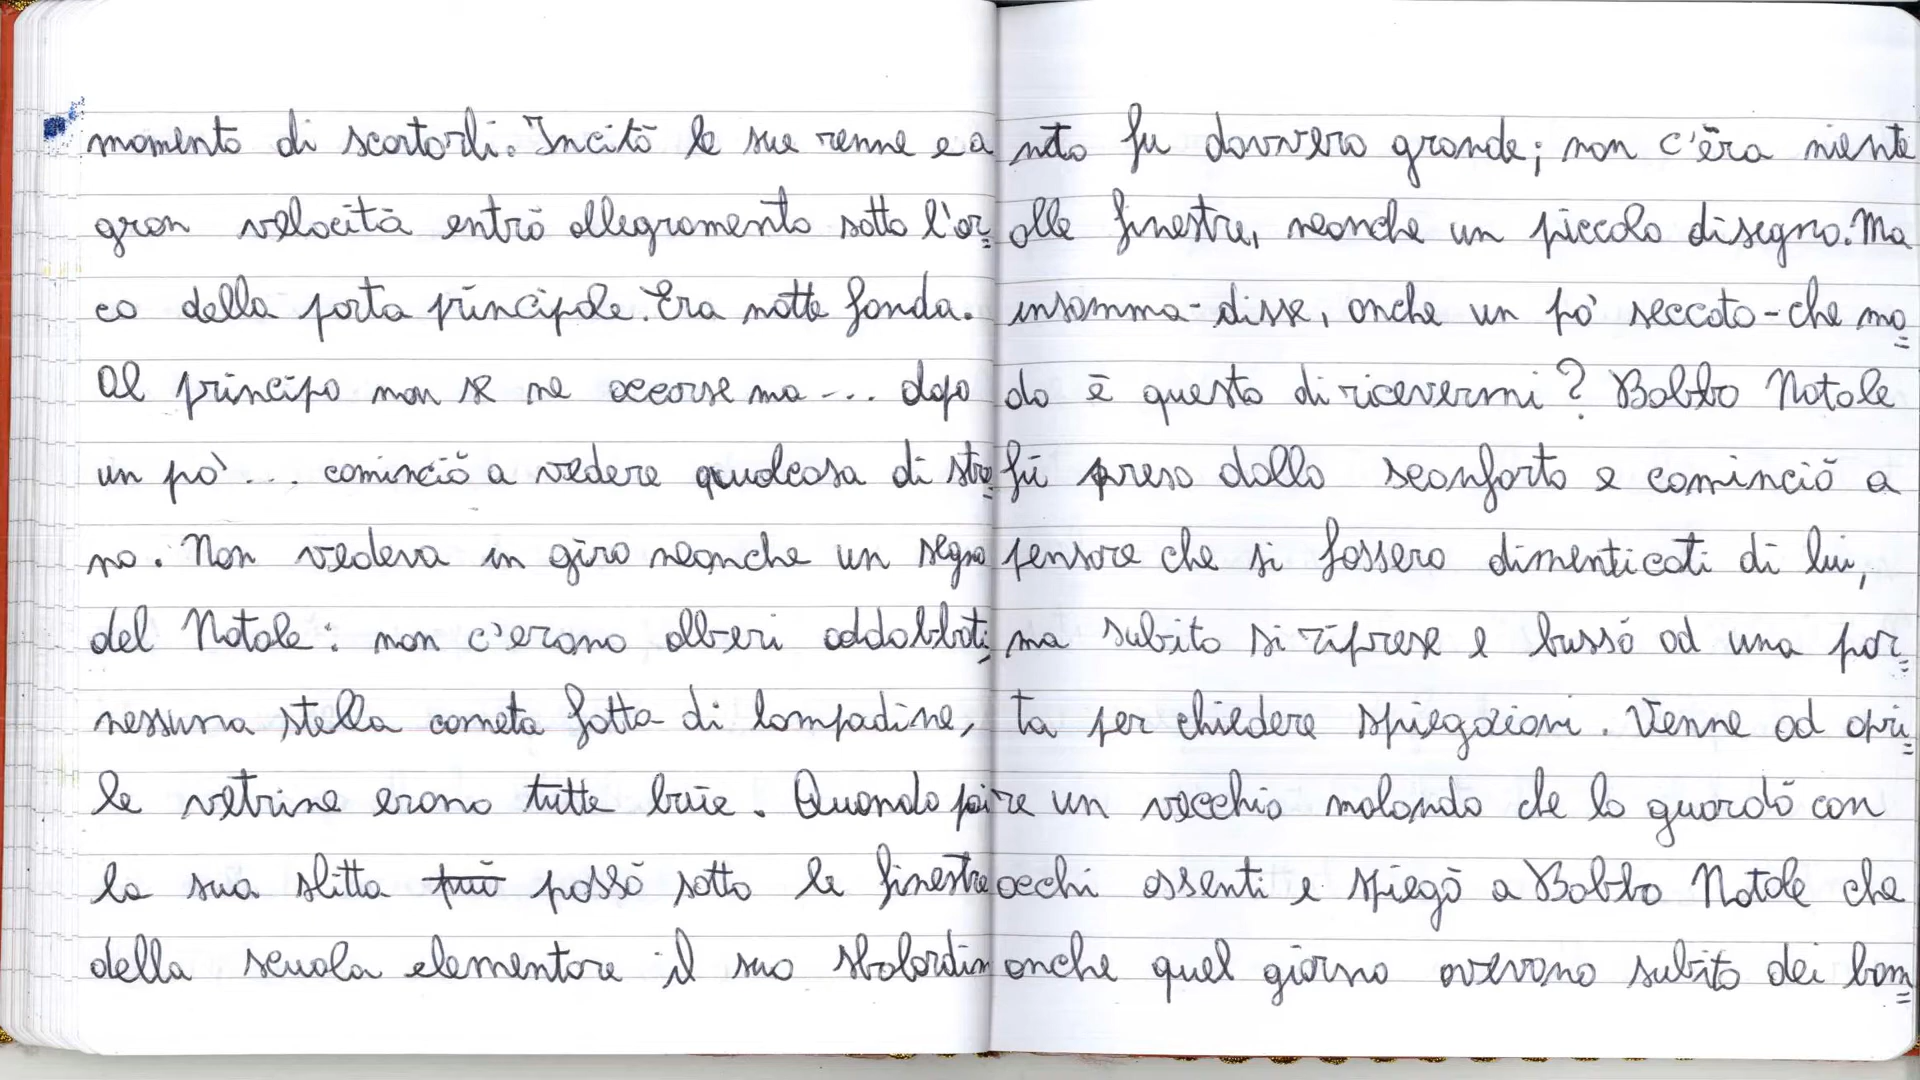 momento di scartarli. Incitò le sue renne e a
gran velocità entrò allegramento sotto l'ar=
co della porta principale. Era notte fonda.
Al principo non se ne accorse ma... dopo
un po'... cominciò a vedere qualcosa di stra=
no. Non vedeva in giro neanche un segno
del Natale: non c'erano alberi addobbati,
nessuna stella cometa fatta di lampadine,
le vetrine erano tutte buie. Quando poi
la sua slitta più passò sotto le finestre
della scuola elementare il suo sbalordim
nto fu davvero grande; non c'era niente
alle finestre, neanche un piccolo disegno. Ma
insomma - disse, anche un po' seccato - che mo=
do è questo di ricevermi? Babbo Natale
fù preso dallo sconforto e cominciò a
pensare che si fossero dimenticati di lui,
ma subito si riprese e bussò ad una por=
ta per chiedere spiegazioni. Venne ad apri=
re un vecchio malando che lo guardò con
occhi assenti e spiegò a Babbo Natale che
anche quel giorno avevano subito dei bom=